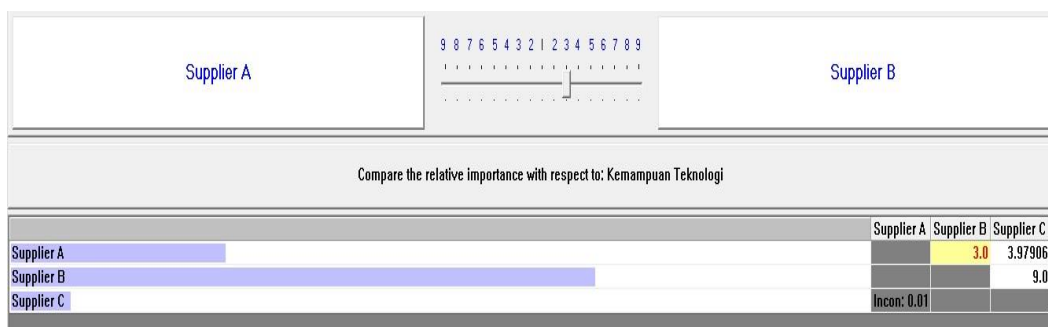 9 8 7 6 5 4 3 2 1 2 3 4 5 6 7 8 9
Supplier A
Supplier B
Compare the relative importance with respect to: Kemampuan Teknologi
Supplier A Supplier B Supplier C
Supplier A 3.0 3.97906
Supplier B 9.0
Supplier C Incon: 0.01